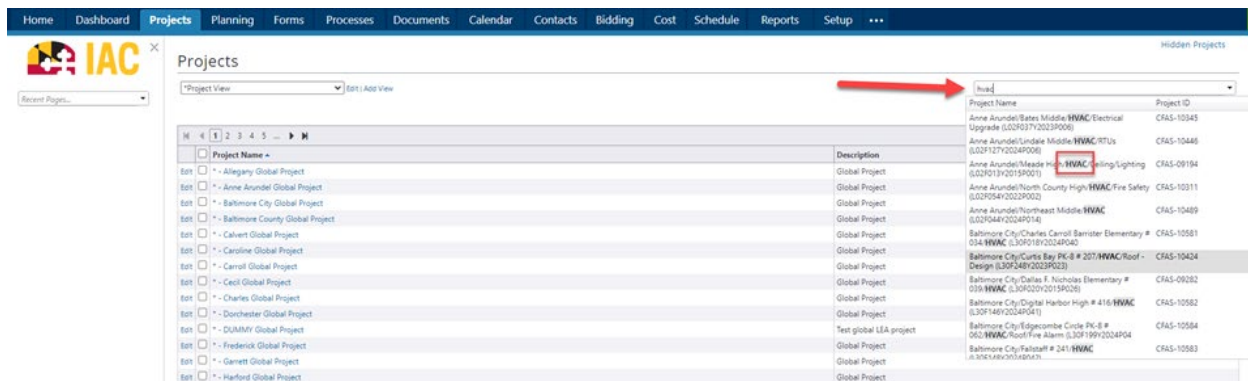 Home Dashboard Projects Planning Forms Processes Documents Calendar Contacts Bidding Cost Schedule Reports Setup •••
Hidden Projects
IAC
Projects
Recent Pages...
*Project View
Edit | Add View
hvac
Project Name Project ID
Anne Arundel/Bates Middle/HVAC/Electrical CFAS-10345
Upgrade (L02F037Y2023P006)
Anne Arundel/Lindale Middle/HVAC/RTUs CFAS-10446
(L02F127Y2024P006)
Anne Arundel/Meade High/HVAC/Ceiling/Lighting CFAS-09194
(L02F013Y2015P001)
Anne Arundel/North County High/HVAC/Fire Safety CFAS-10311
(L02F054Y2022P002)
Anne Arundel/Northeast Middle/HVAC CFAS-10489
(L02F044Y2024P014)
Baltimore City/Charles Carroll Barrister Elementary # CFAS-10581
034/HVAC (L30F018Y2024P040
Baltimore City/Curtis Bay PK-8 # 207/HVAC/Roof - CFAS-10424
Design (L30F248Y2023P023)
Baltimore City/Dallas F. Nicholas Elementary # CFAS-09282
039/HVAC (L30F020Y2015P026)
Baltimore City/Digital Harbor High # 416/HVAC CFAS-10582
(L30F146Y2024P041)
Baltimore City/Edgecombe Circle PK-8 # CFAS-10584
062/HVAC/Roof/Fire Alarm (L30F199Y2024P04
Baltimore City/Fallstaff # 241/HVAC CFAS-10583
1 2 3 4 5 ...
Project Name Description
Edit * - Allegany Global Project Global Project
Edit * - Anne Arundel Global Project Global Project
Edit * - Baltimore City Global Project Global Project
Edit * - Baltimore County Global Project Global Project
Edit * - Calvert Global Project Global Project
Edit * - Caroline Global Project Global Project
Edit * - Carroll Global Project Global Project
Edit * - Cecil Global Project Global Project
Edit * - Charles Global Project Global Project
Edit * - Dorchester Global Project Global Project
Edit * - DUMMY Global Project Test global LEA project
Edit * - Frederick Global Project Global Project
Edit * - Garrett Global Project Global Project
Edit * - Harford Global Project Global Project